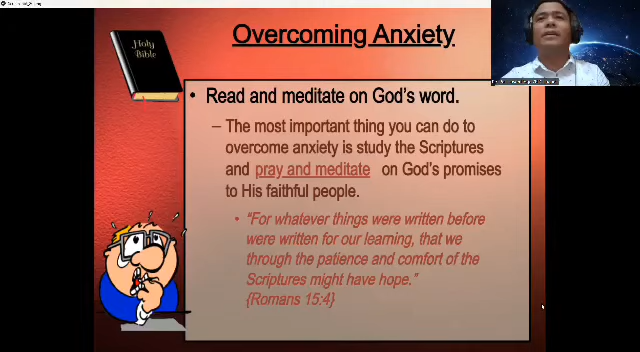 Overcoming Anxiety
Holy
Bible
• Read and meditate on God's word.
– The most important thing you can do to
overcome anxiety is study the Scriptures
and pray and meditate on God's promises
to His faithful people.
• "For whatever things were written before
were written for our learning, that we
through the patience and comfort of the
Scriptures might have hope."
{Romans 15:4}